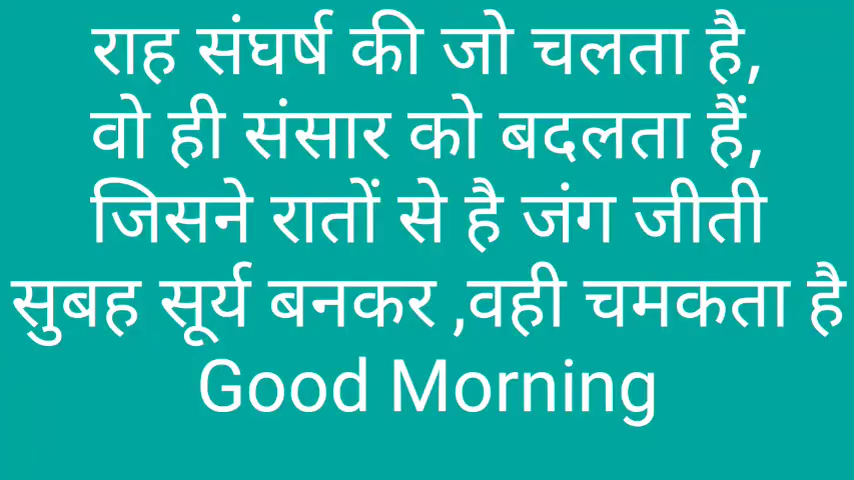 राह संघर्ष की जो चलता है,
वो ही संसार को बदलता हैं,
जिसने रातों से है जंग जीती
सुबह सूर्य बनकर ,वही चमकता है
Good Morning